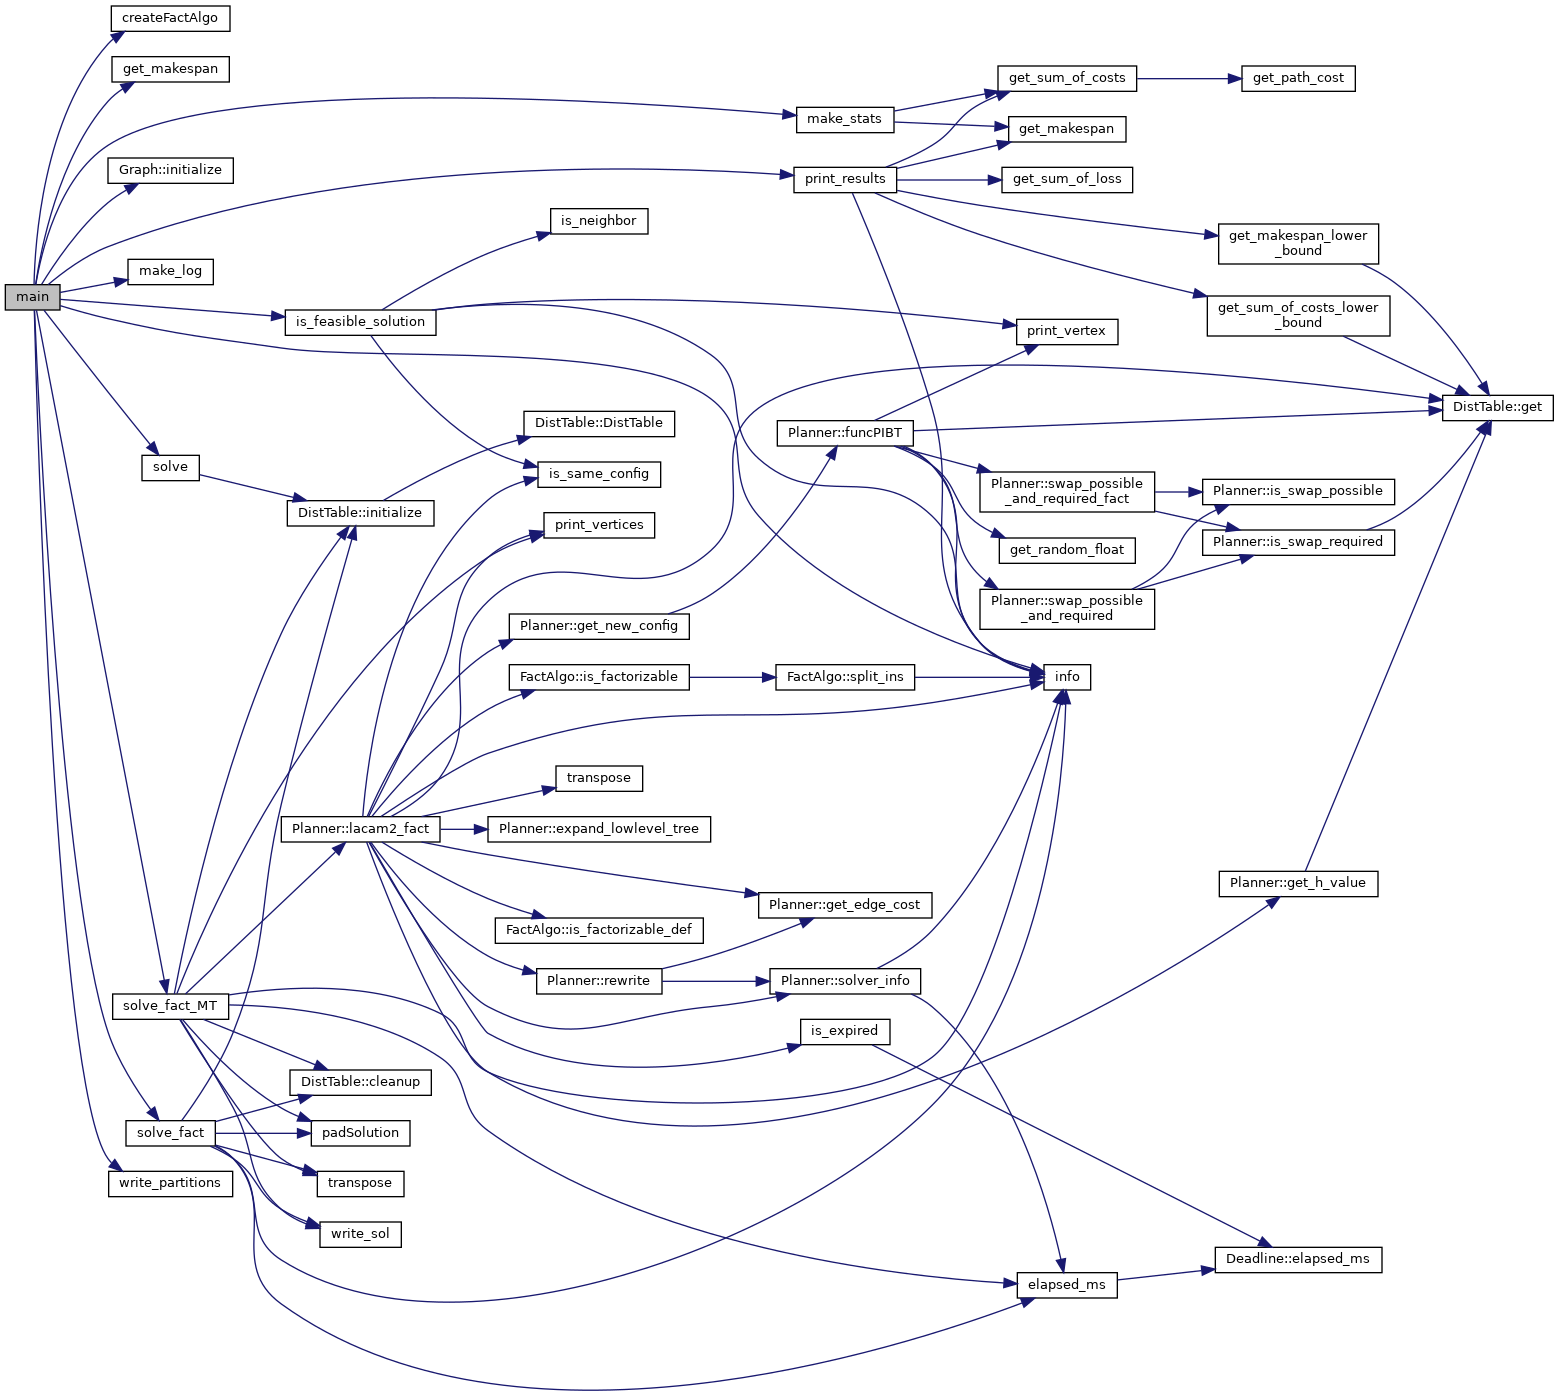 createFactAlgo
get_makespan
get_sum_of_costs
get_path_cost
make_stats
get_makespan
Graph::initialize
print_results
get_sum_of_loss
is_neighbor
get_makespan_lower
_bound
make_log
main
is_feasible_solution
get_sum_of_costs_lower
_bound
print_vertex
DistTable::get
DistTable::DistTable
Planner::funcPIBT
solve
is_same_config
Planner::swap_possible
_and_required_fact
Planner::is_swap_possible
DistTable::initialize
print_vertices
get_random_float
Planner::is_swap_required
Planner::swap_possible
_and_required
Planner::get_new_config
FactAlgo::is_factorizable
FactAlgo::split_ins
info
transpose
Planner::lacam2_fact
Planner::expand_lowlevel_tree
Planner::get_h_value
Planner::get_edge_cost
FactAlgo::is_factorizable_def
Planner::rewrite
Planner::solver_info
solve_fact_MT
is_expired
DistTable::cleanup
solve_fact
padSolution
write_partitions
transpose
write_sol
Deadline::elapsed_ms
elapsed_ms